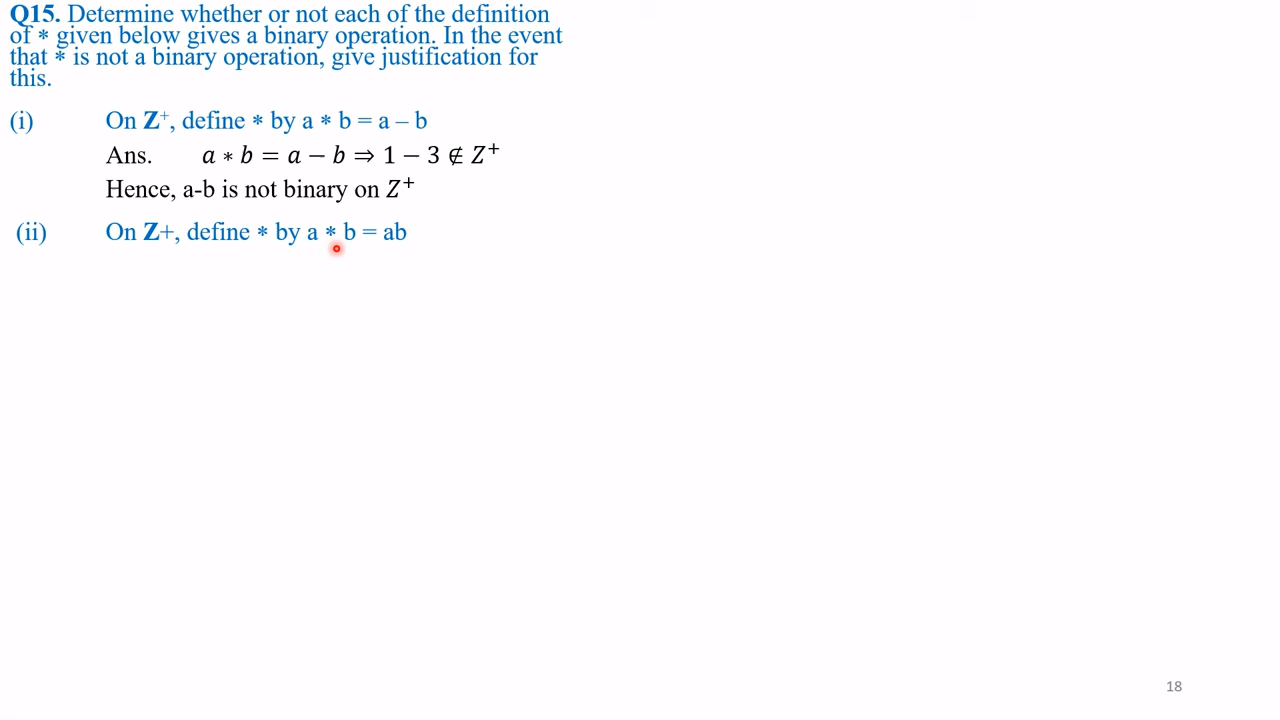 Q15. Determine whether or not each of the definition
of ∗ given below gives a binary operation. In the event
that ∗ is not a binary operation, give justification for
this.
(i) On Z⁺, define ∗ by a ∗ b = a – b
Ans. 𝑎 ∗ 𝑏 = 𝑎 − 𝑏 ⇒ 1 − 3 ∉ 𝑍⁺
Hence, a-b is not binary on 𝑍⁺
(ii) On Z+, define ∗ by a ∗ b = ab
18